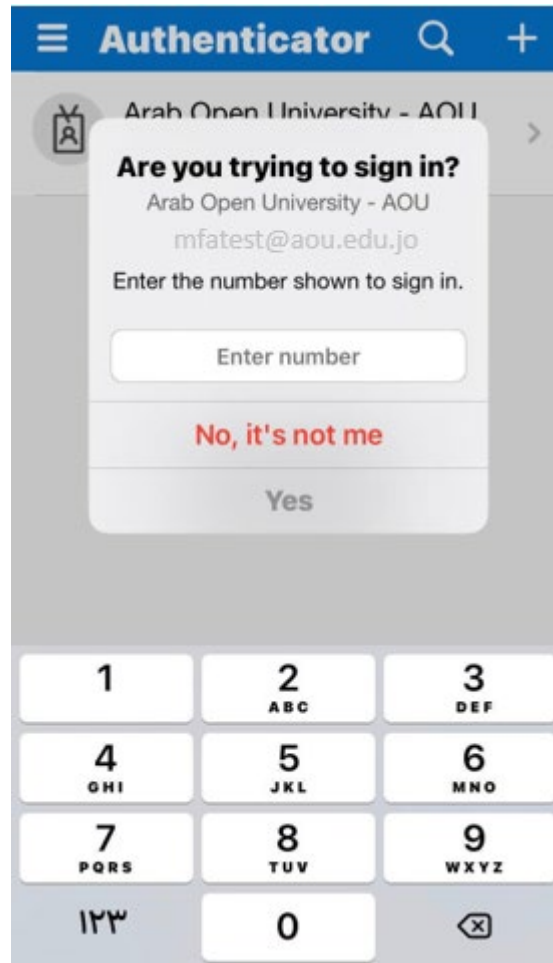 Authenticator
Arab Open University - AOU
Are you trying to sign in?
Arab Open University - AOU
mfatest@aou.edu.jo
Enter the number shown to sign in.
Enter number
No, it's not me
Yes
1
2
ABC
3
DEF
4
GHI
5
JKL
6
MNO
7
PQRS
8
TUV
9
WXYZ
١٢٣
0